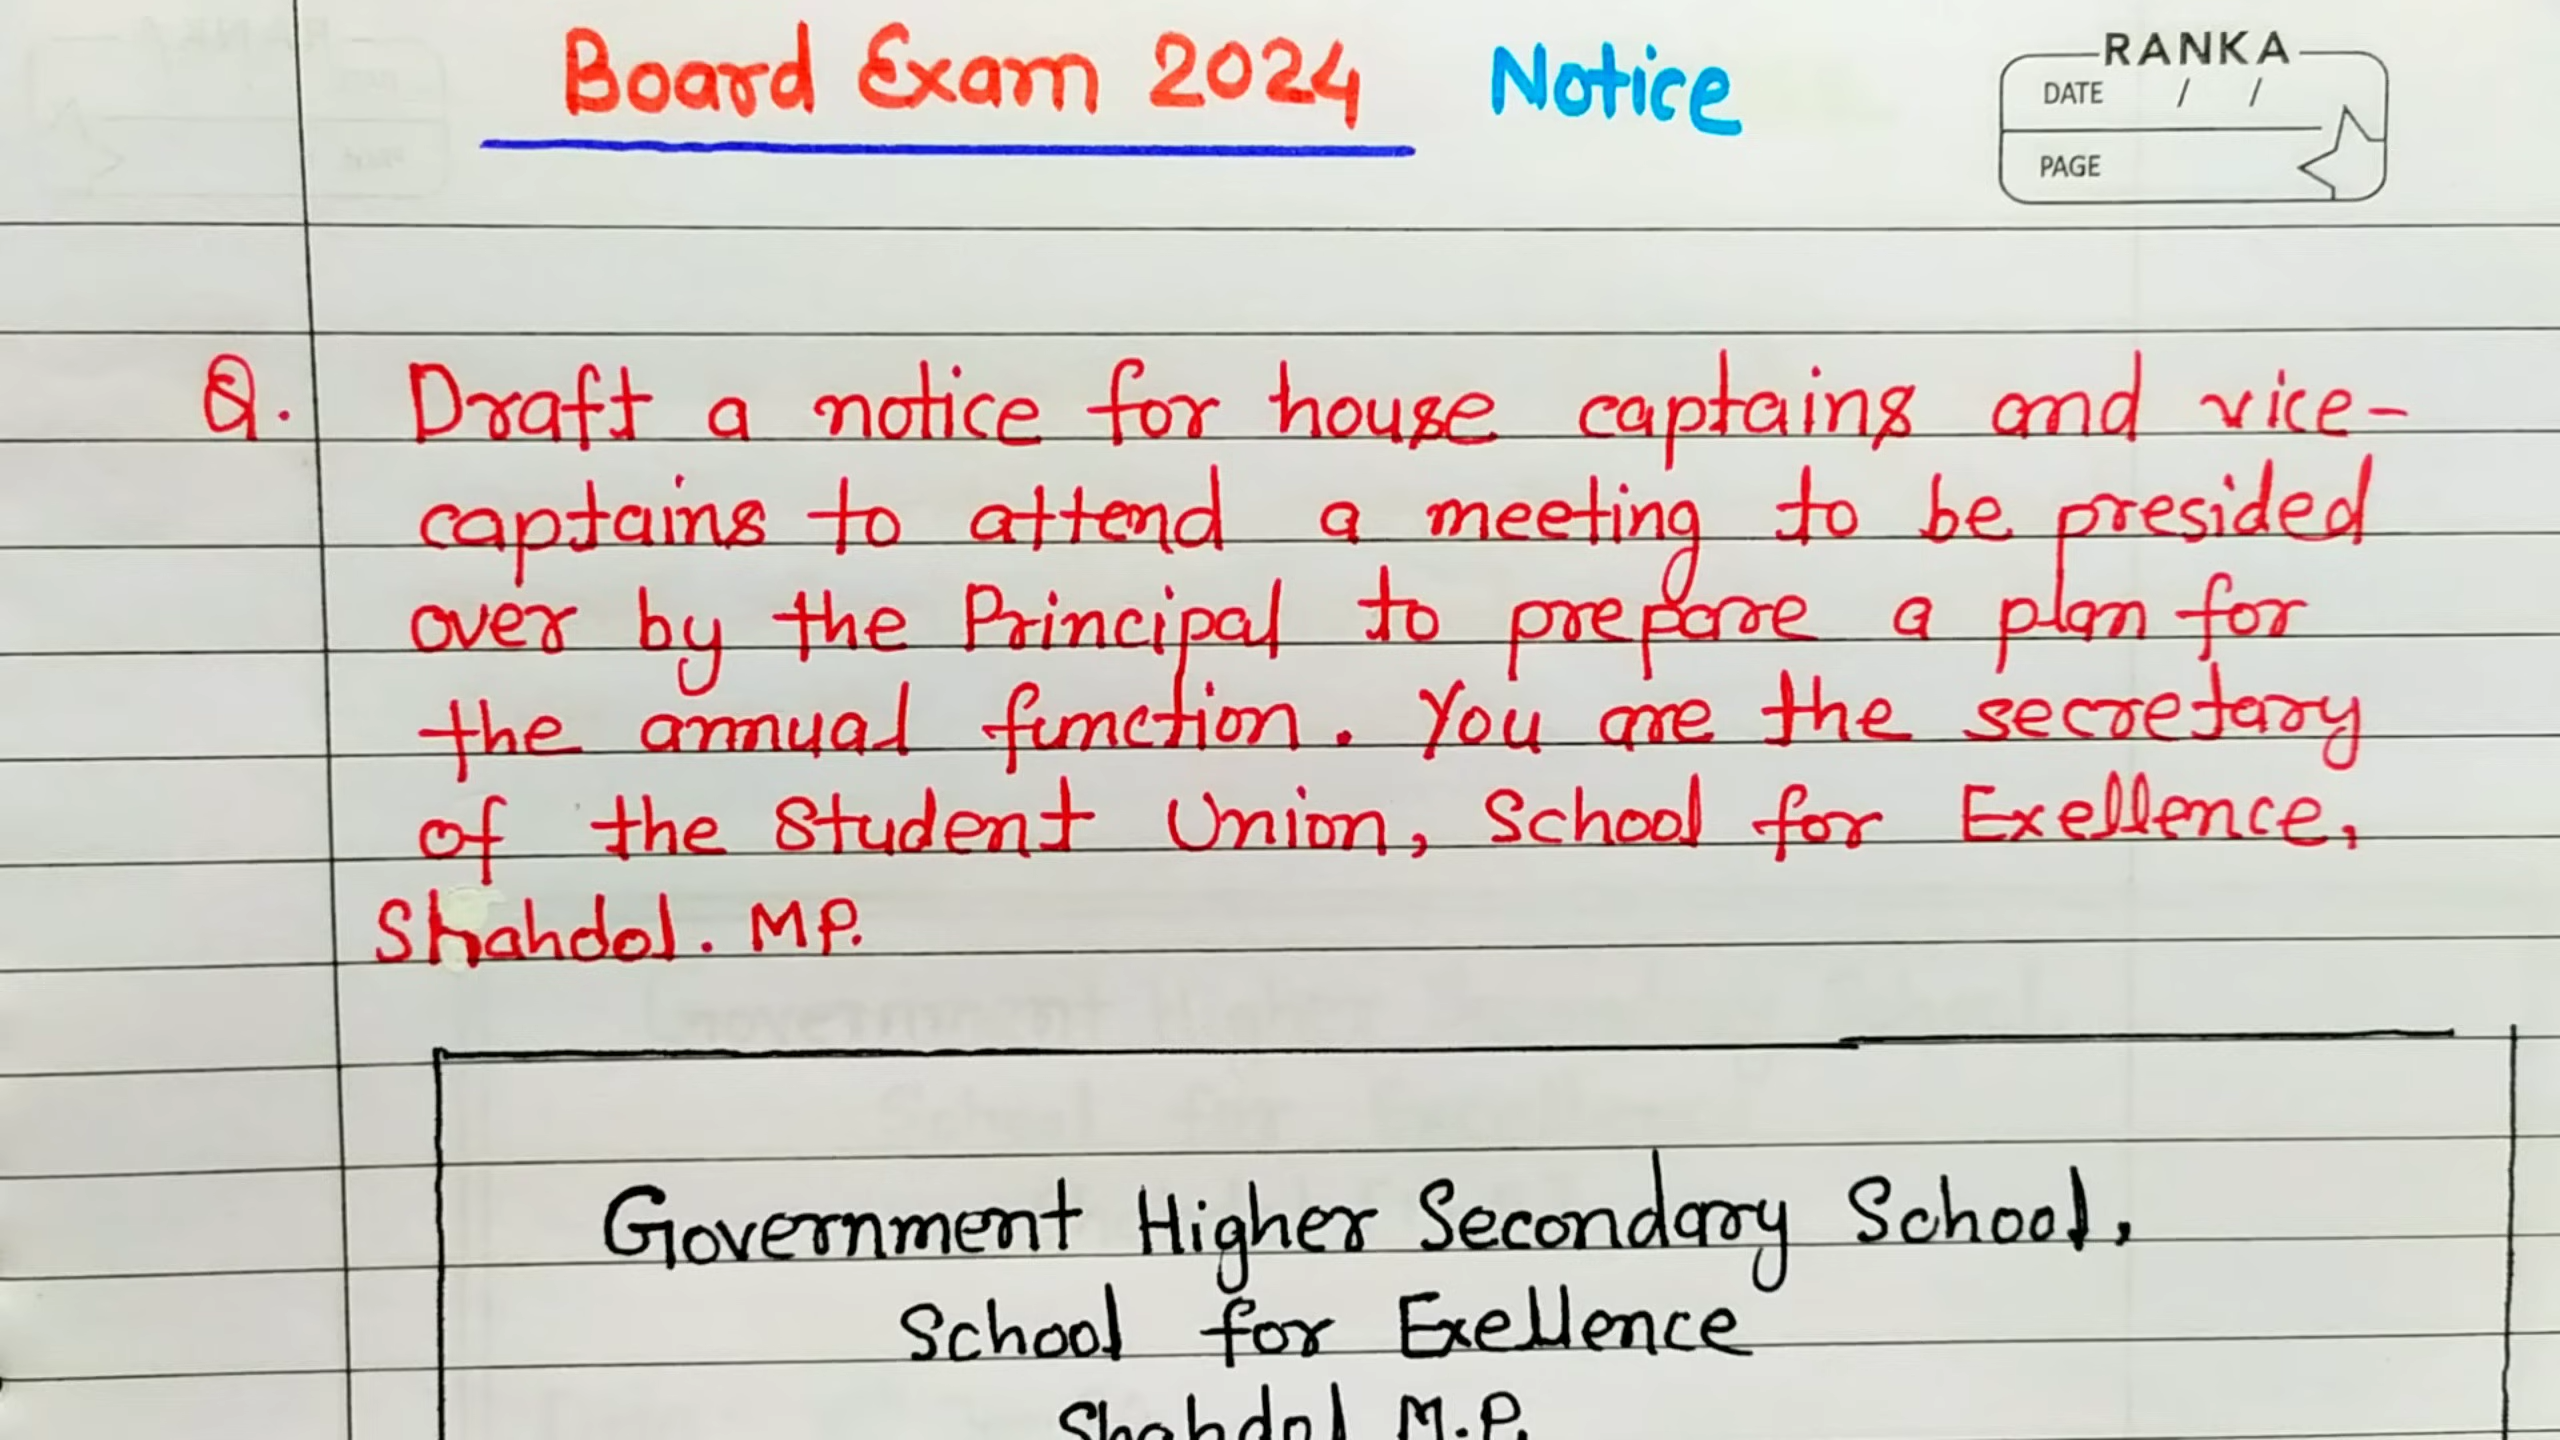 Board Exam 2024 Notice
RANKA
DATE / /
PAGE
Q. Draft a notice for house captains and vice-
captains to attend a meeting to be presided
over by the Principal to prepare a plan for
the annual function. You are the secretary
of the Student Union, School for Exellence,
Shahdol. MP.
Government Higher Secondary School,
School for Exellence
Shahdol M.P.